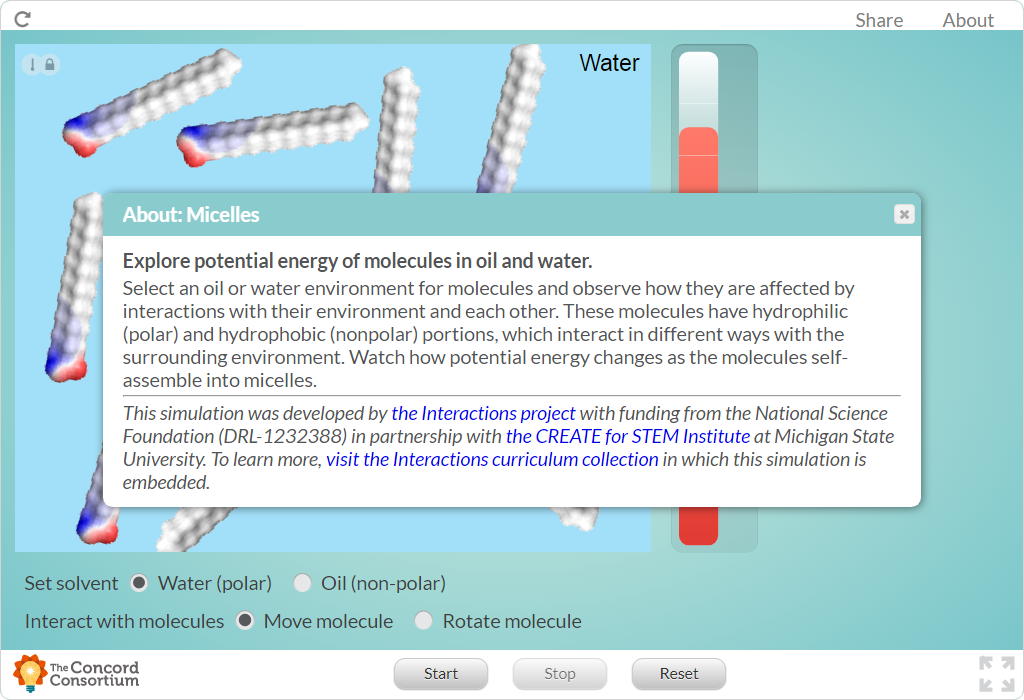 Share About
Water
About: Micelles
Explore potential energy of molecules in oil and water.
Select an oil or water environment for molecules and observe how they are affected by
interactions with their environment and each other. These molecules have hydrophilic
(polar) and hydrophobic (nonpolar) portions, which interact in different ways with the
surrounding environment. Watch how potential energy changes as the molecules self-
assemble into micelles.
This simulation was developed by the Interactions project with funding from the National Science
Foundation (DRL-1232388) in partnership with the CREATE for STEM Institute at Michigan State
University. To learn more, visit the Interactions curriculum collection in which this simulation is
embedded.
Set solvent Water (polar) Oil (non-polar)
Interact with molecules Move molecule Rotate molecule
The Concord
Consortium
Start Stop Reset